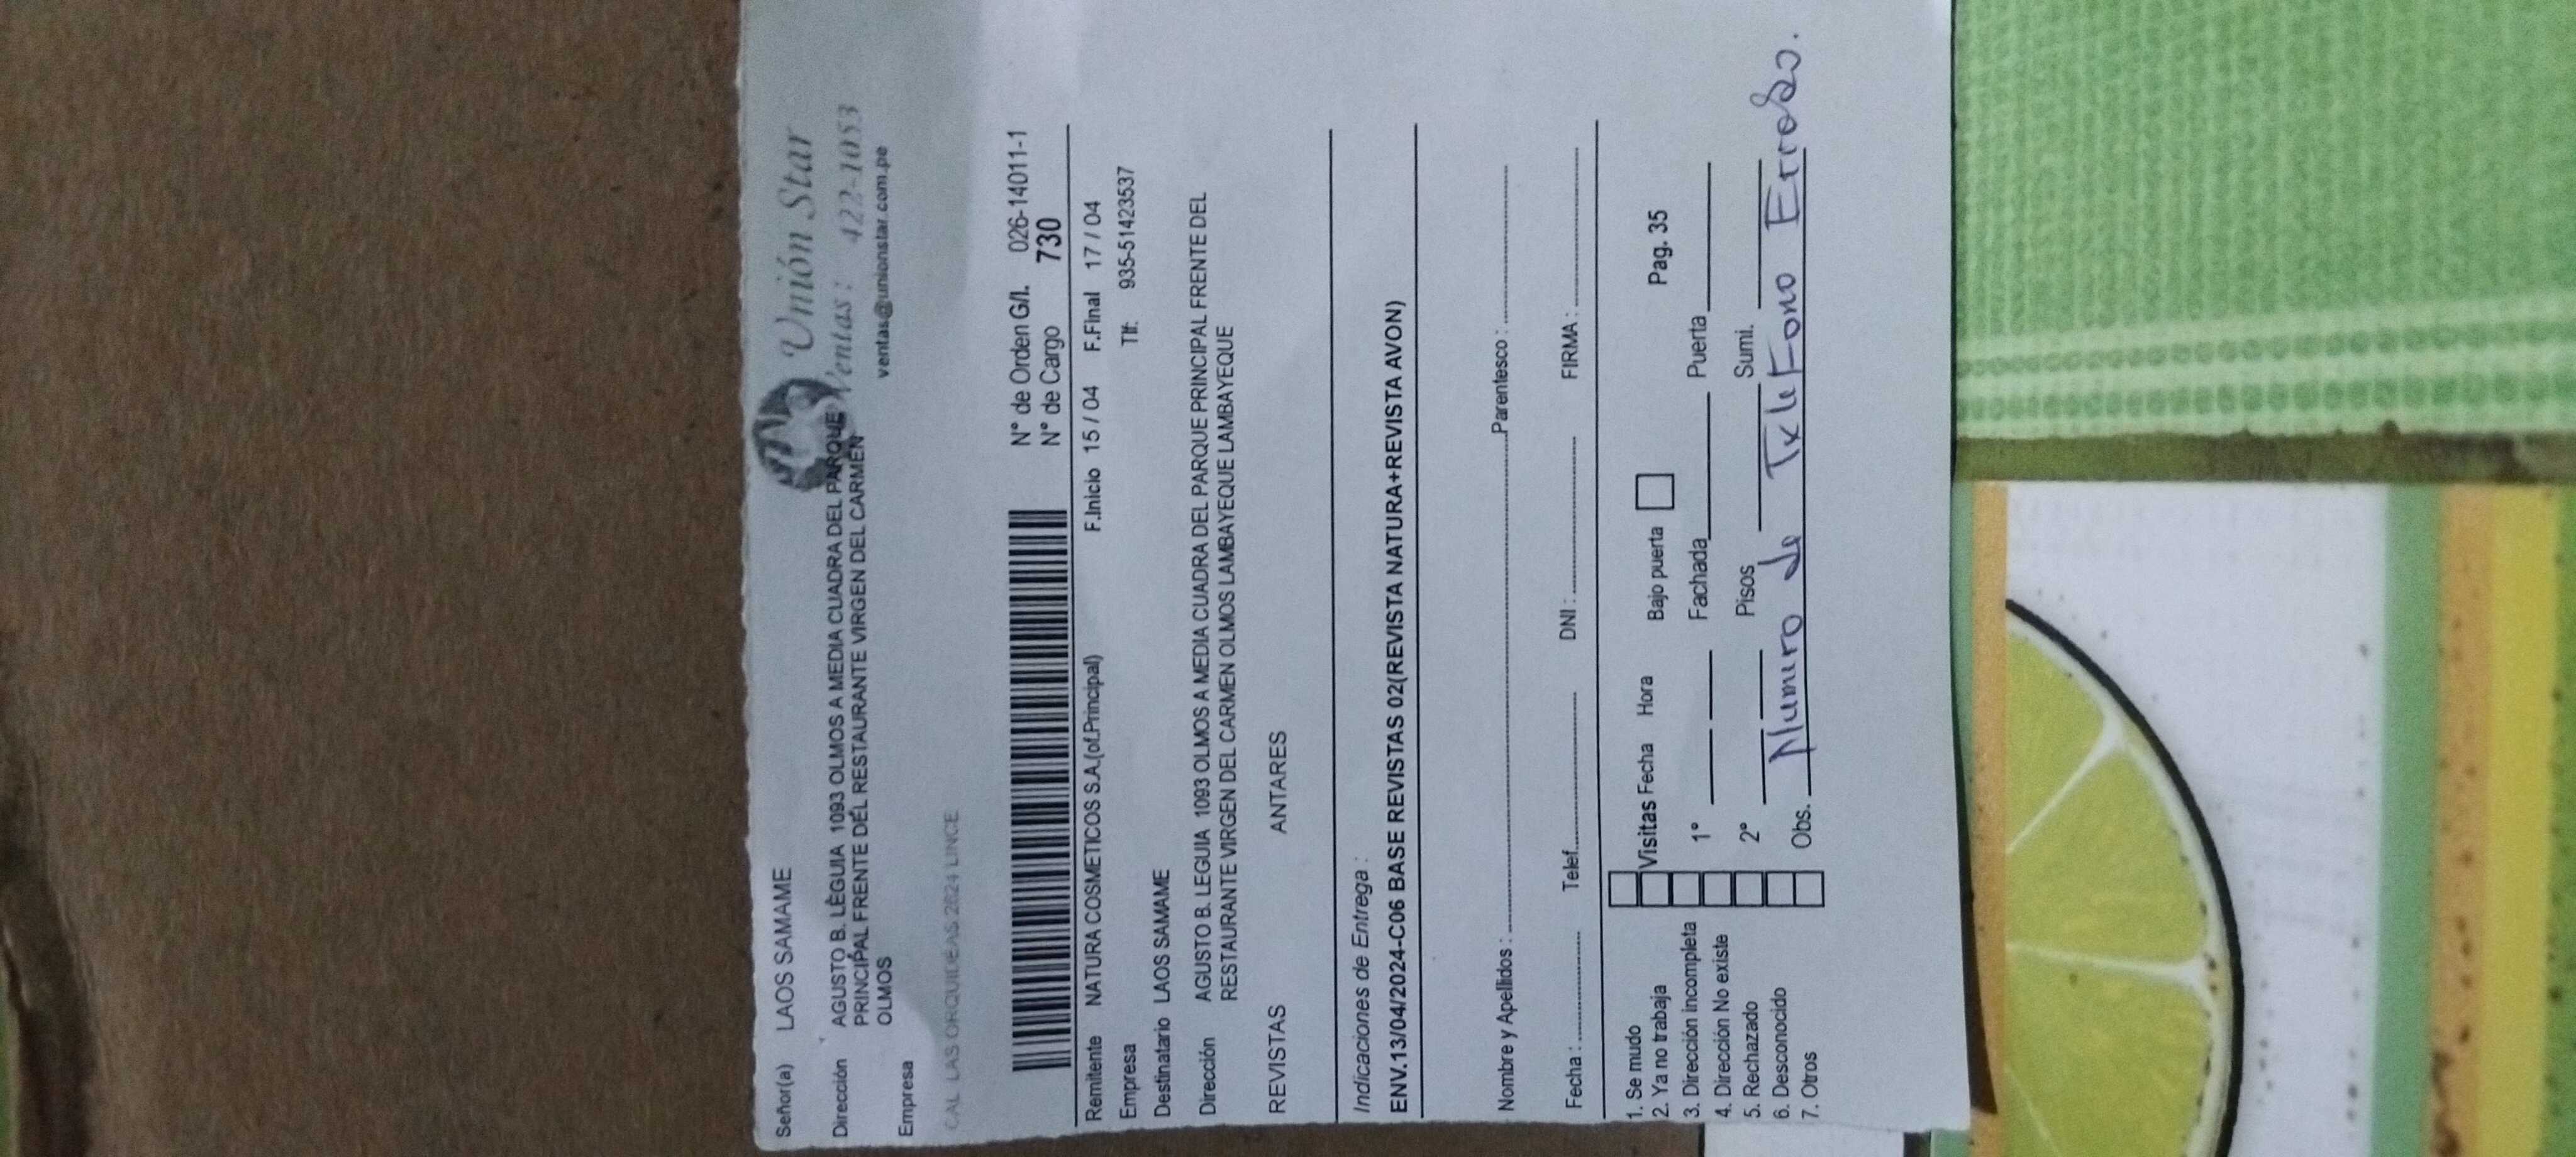 Señor(a) LAOS SAMAME
Unión Star
Dirección AGUSTO B. LEGUIA 1093 OLMOS A MEDIA CUADRA DEL PARQUE
Ventas: 422-1053
PRINCIPAL FRENTE DEL RESTAURANTE VIRGEN DEL CARMEN
OLMOS
ventas@unionstar.com.pe
Empresa
CAL LAS ORQUIDEAS 2624 LINCE
N° de Orden G/I. 026-14011-1
N° de Cargo 730
Remitente NATURA COSMETICOS S.A.(of.Principal) F.Inicio 15 / 04 F.Final 17 / 04
Empresa Tlf: 935-51423537
Destinatario LAOS SAMAME
Dirección AGUSTO B. LEGUIA 1093 OLMOS A MEDIA CUADRA DEL PARQUE PRINCIPAL FRENTE DEL
RESTAURANTE VIRGEN DEL CARMEN OLMOS LAMBAYEQUE LAMBAYEQUE
REVISTAS ANTARES
Indicaciones de Entrega :
ENV.13/04/2024-C06 BASE REVISTAS 02(REVISTA NATURA+REVISTA AVON)
Nombre y Apellidos : Parentesco :
Fecha : Telef. DNI : FIRMA :
1. Se mudo
2. Ya no trabaja Visitas Fecha Hora Bajo puerta Pag. 35
3. Dirección Incompleta 1° Fachada Puerta
4. Dirección No existe
5. Rechazado 2° Pisos Sumi.
6. Desconocido
7. Otros Obs. Numero de Telefono Errado.